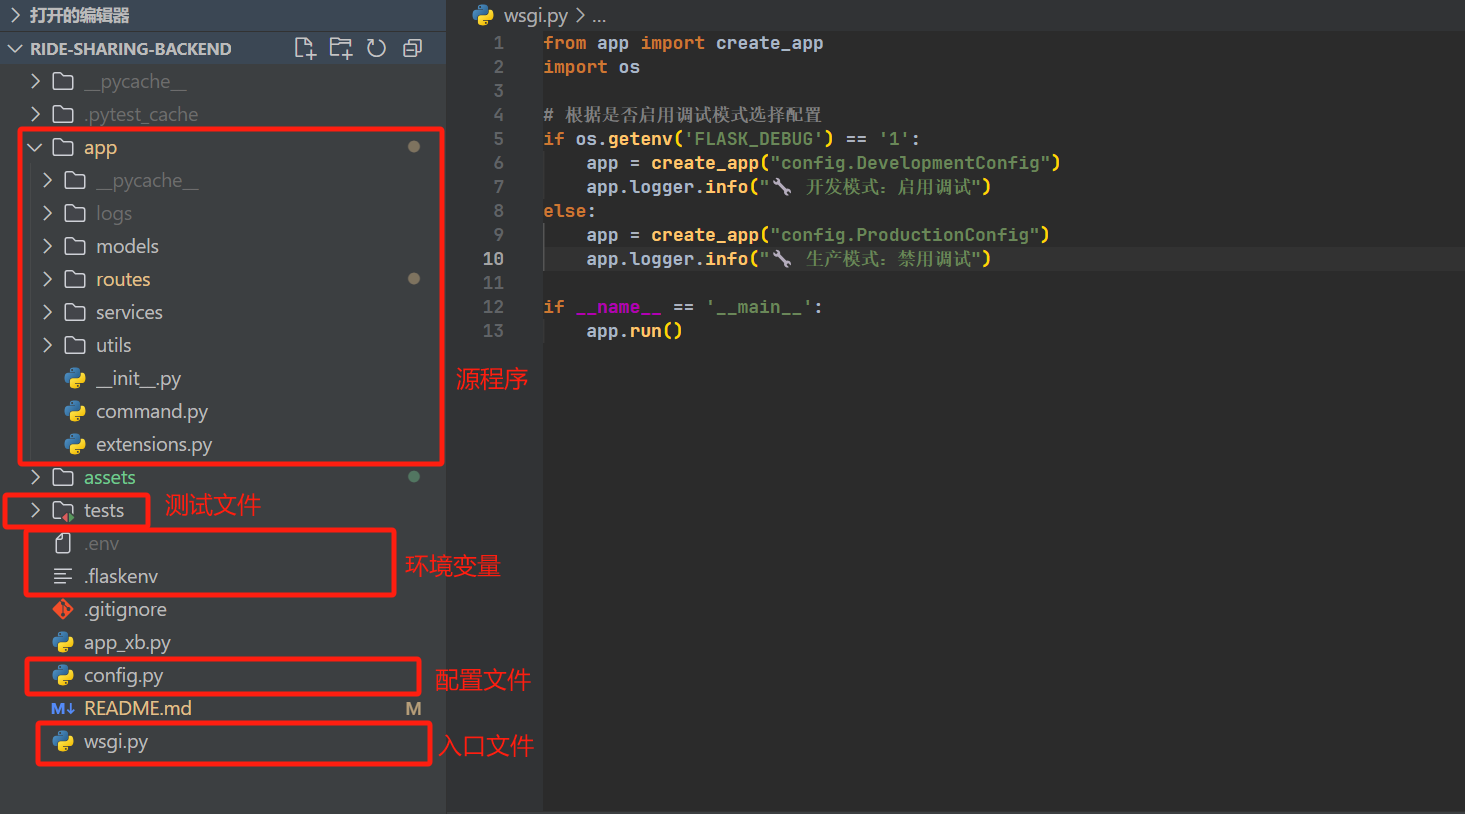 打开的编辑器
RIDE-SHARING-BACKEND
__pycache__
.pytest_cache
app
__pycache__
logs
models
routes
services
utils
__init__.py
command.py
extensions.py
源程序
assets
tests
测试文件
.env
.flaskenv
环境变量
.gitignore
app_xb.py
config.py
配置文件
M↓ README.md M
wsgi.py
入口文件
wsgi.py > ...
1 from app import create_app
2 import os
3
4 # 根据是否启用调试模式选择配置
5 if os.getenv('FLASK_DEBUG') == '1':
6 app = create_app("config.DevelopmentConfig")
7 app.logger.info("🔧 开发模式：启用调试")
8 else:
9 app = create_app("config.ProductionConfig")
10 app.logger.info("🔧 生产模式：禁用调试")
11
12 if __name__ == '__main__':
13 app.run()